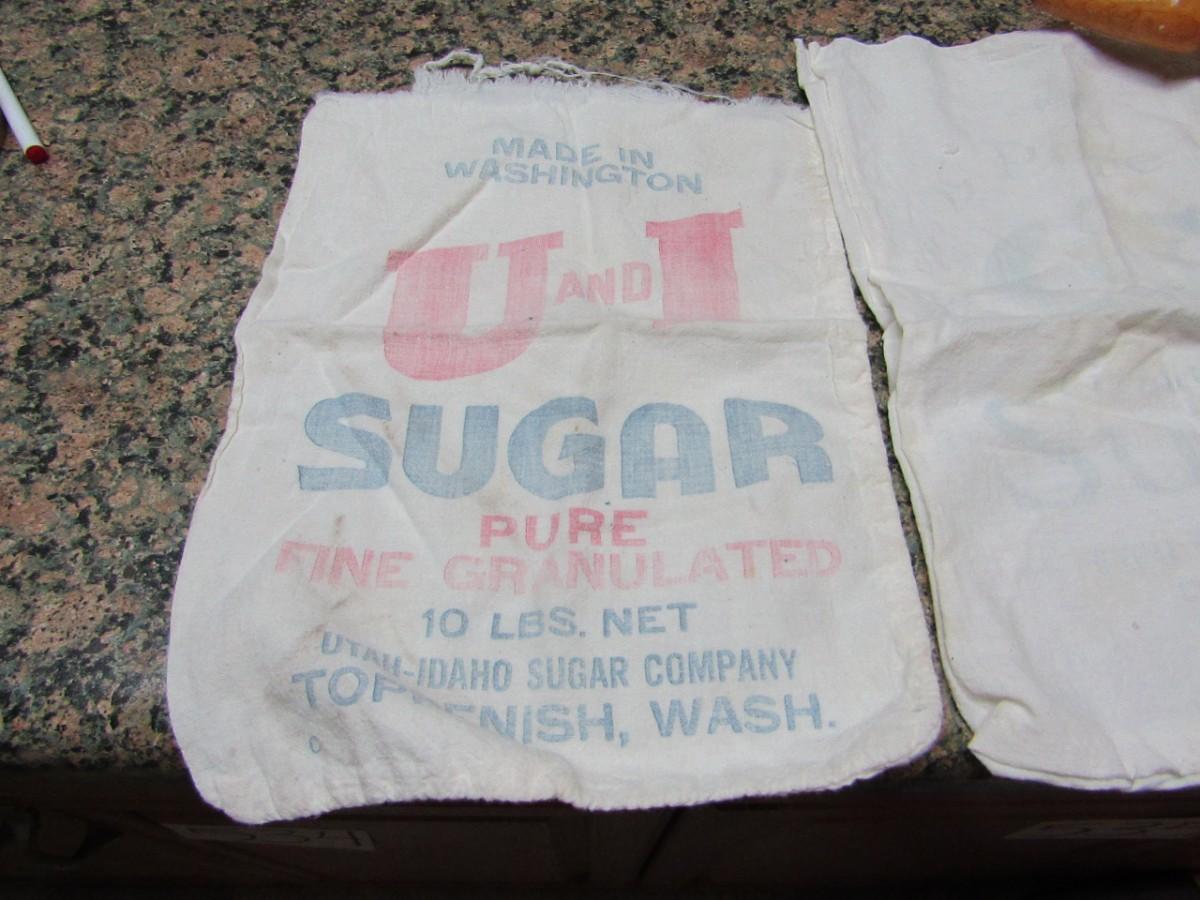 MADE IN
WASHINGTON
U AND I
SUGAR
PURE
FINE GRANULATED
10 LBS. NET
UTAH-IDAHO SUGAR COMPANY
TOPPENISH, WASH.